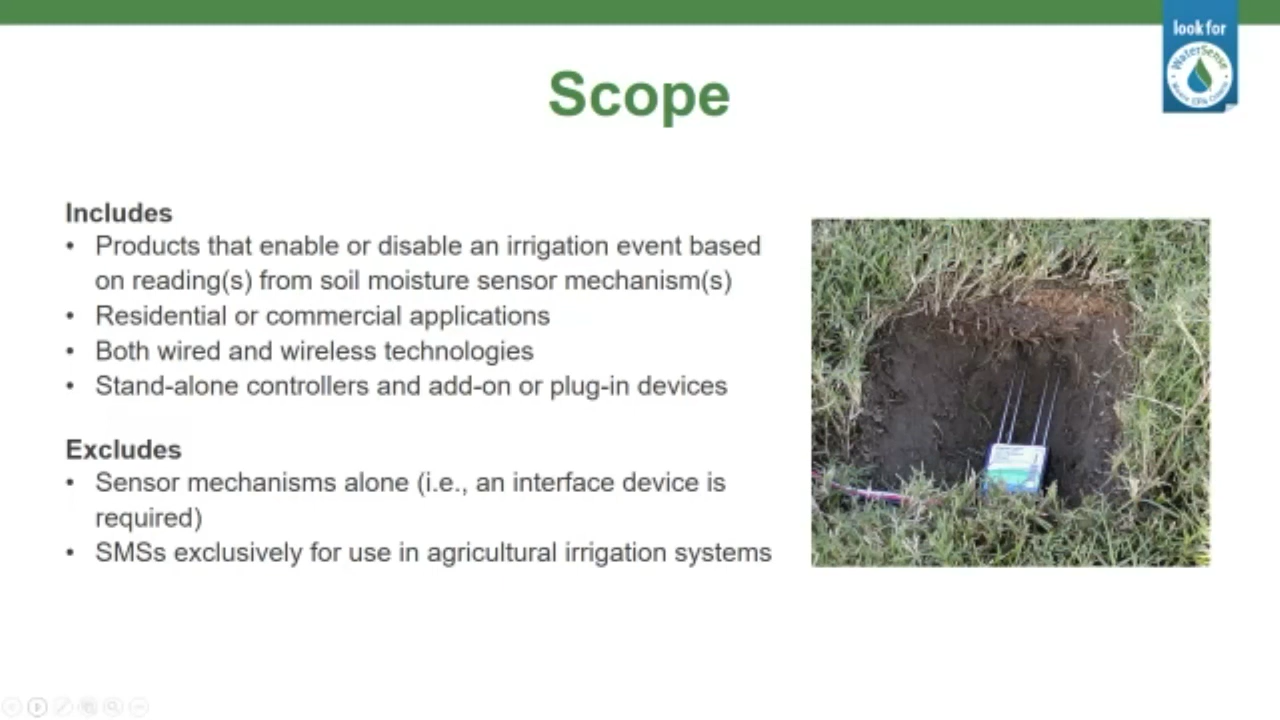 look for
WaterSense
Scope
Includes
• Products that enable or disable an irrigation event based
on reading(s) from soil moisture sensor mechanism(s)
• Residential or commercial applications
• Both wired and wireless technologies
• Stand-alone controllers and add-on or plug-in devices
Excludes
• Sensor mechanisms alone (i.e., an interface device is
required)
• SMSs exclusively for use in agricultural irrigation systems